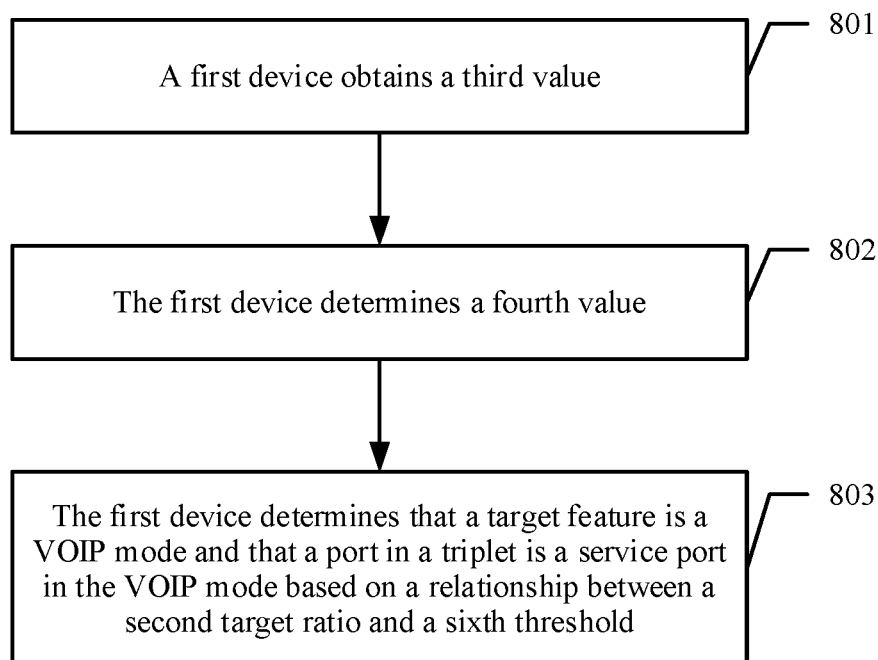 801
A first device obtains a third value
802
The first device determines a fourth value
803
The first device determines that a target feature is a
VOIP mode and that a port in a triplet is a service port
in the VOIP mode based on a relationship between a
second target ratio and a sixth threshold